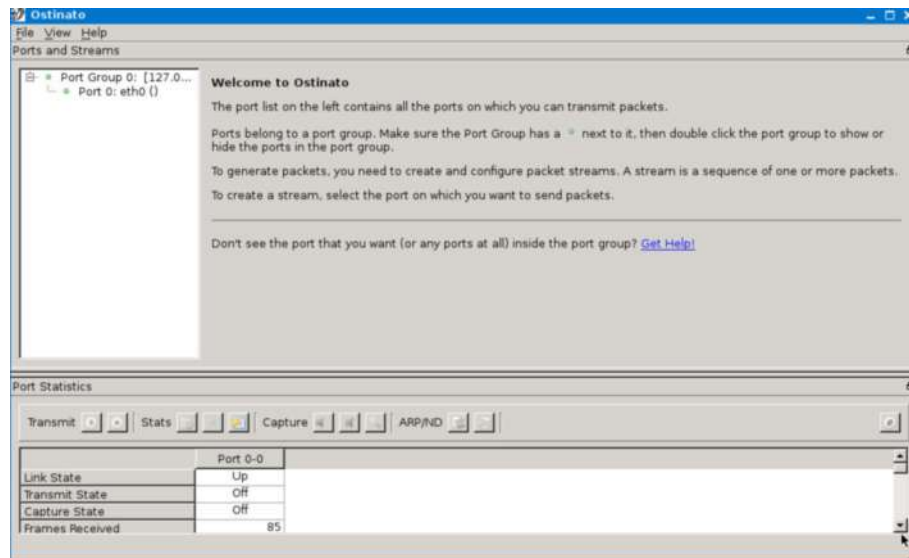 Ostinato
File View Help
Ports and Streams
Port Group 0: [127.0...
Port 0: eth0 ()
Welcome to Ostinato
The port list on the left contains all the ports on which you can transmit packets.
Ports belong to a port group. Make sure the Port Group has a next to it, then double click the port group to show or
hide the ports in the port group.
To generate packets, you need to create and configure packet streams. A stream is a sequence of one or more packets.
To create a stream, select the port on which you want to send packets.
Don't see the port that you want (or any ports at all) inside the port group? Get Help!
Port Statistics
Transmit Stats Capture ARP/ND
Port 0-0
Link State Up
Transmit State Off
Capture State Off
Frames Received 85